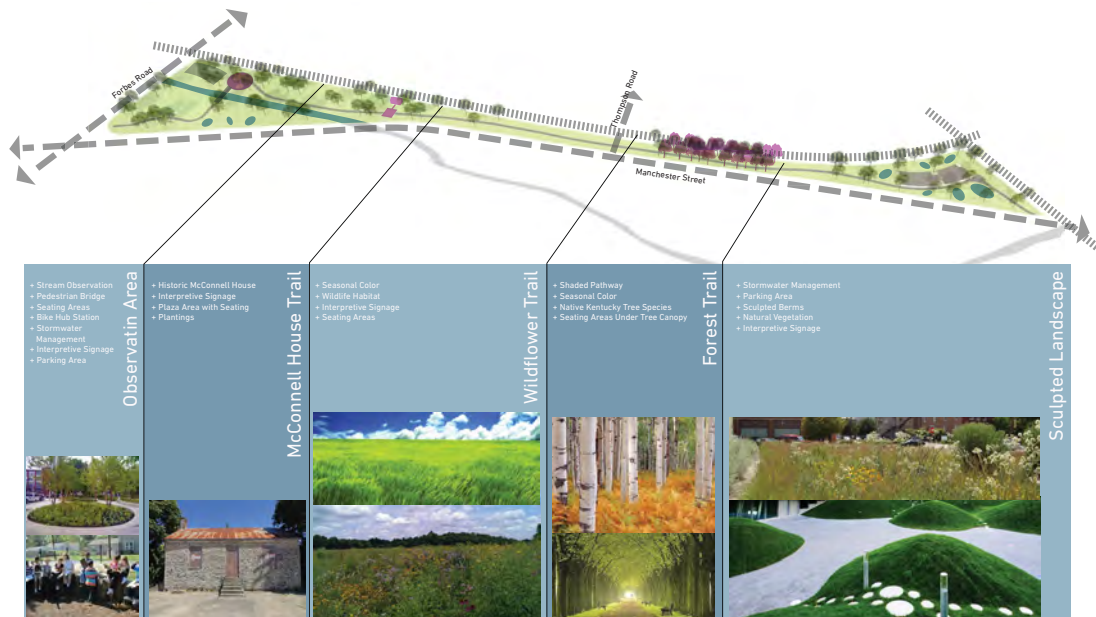 Forbes Road
Thompson Road
Manchester Street
+ Stream Observation
+ Pedestrian Bridge
+ Seating Areas
+ Bike Hub Station
+ Stormwater
Management
+ Interpretive Signage
+ Parking Area
Observatin Area
+ Historic McConnell House
+ Interpretive Signage
+ Plaza Area with Seating
+ Plantings
McConnell House Trail
+ Seasonal Color
+ Wildlife Habitat
+ Interpretive Signage
+ Seating Areas
Wildflower Trail
+ Shaded Pathway
+ Seasonal Color
+ Native Kentucky Tree Species
+ Seating Areas Under Tree Canopy
Forest Trail
+ Stormwater Management
+ Parking Area
+ Sculpted Berms
+ Natural Vegetation
+ Interpretive Signage
Sculpted Landscape